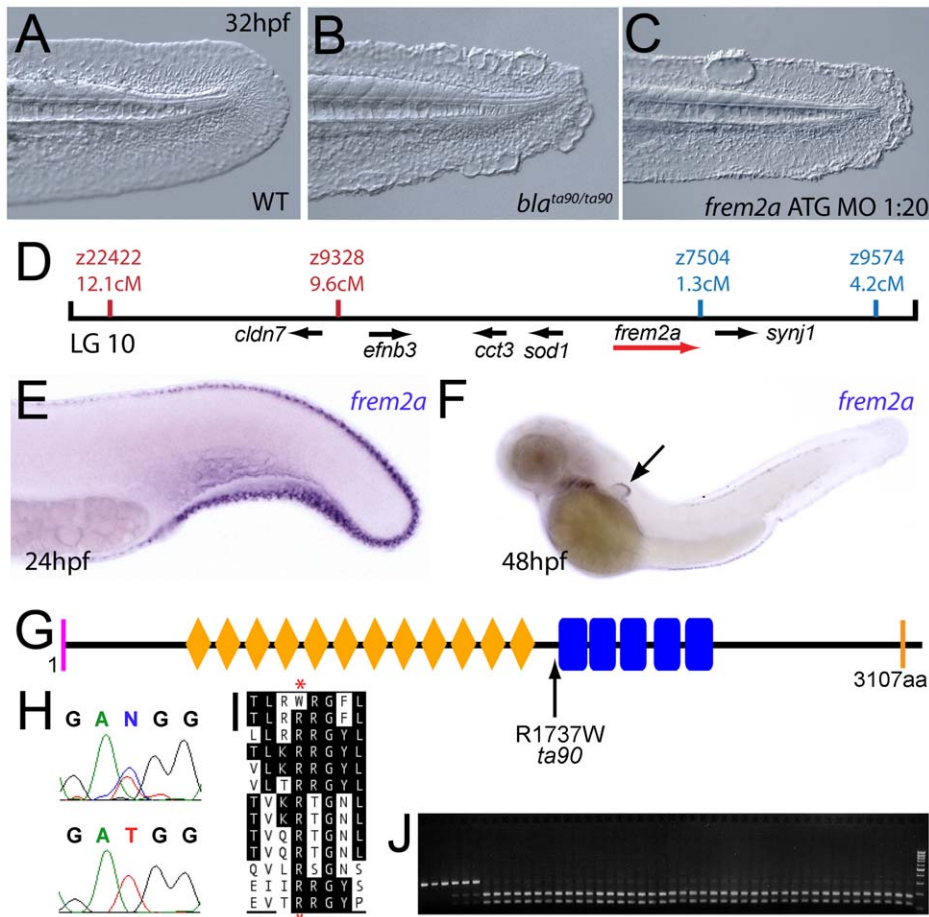 A
32hpf
WT
B
bla ta90/ta90
C
frem2a ATG MO 1:20
D
z22422
12.1cM
z9328
9.6cM
z7504
1.3cM
z9574
4.2cM
LG 10
cldn7
efnb3
cct3
sod1
frem2a
synj1
E
frem2a
24hpf
F
frem2a
48hpf
G
1
3107aa
R1737W
ta90
H
G A N G G
G A T G G
I
*
T L R W R G F L
T L R R R G F L
L L R R R G Y L
T L K R R G Y L
V L K R R G Y L
V L T R R G Y L
T V K R T G N L
T V K R T G N L
T V Q R T G N L
T V Q R T G N L
Q V L R S G N S
E I I R R G Y S
E V T R R G Y P
*
J